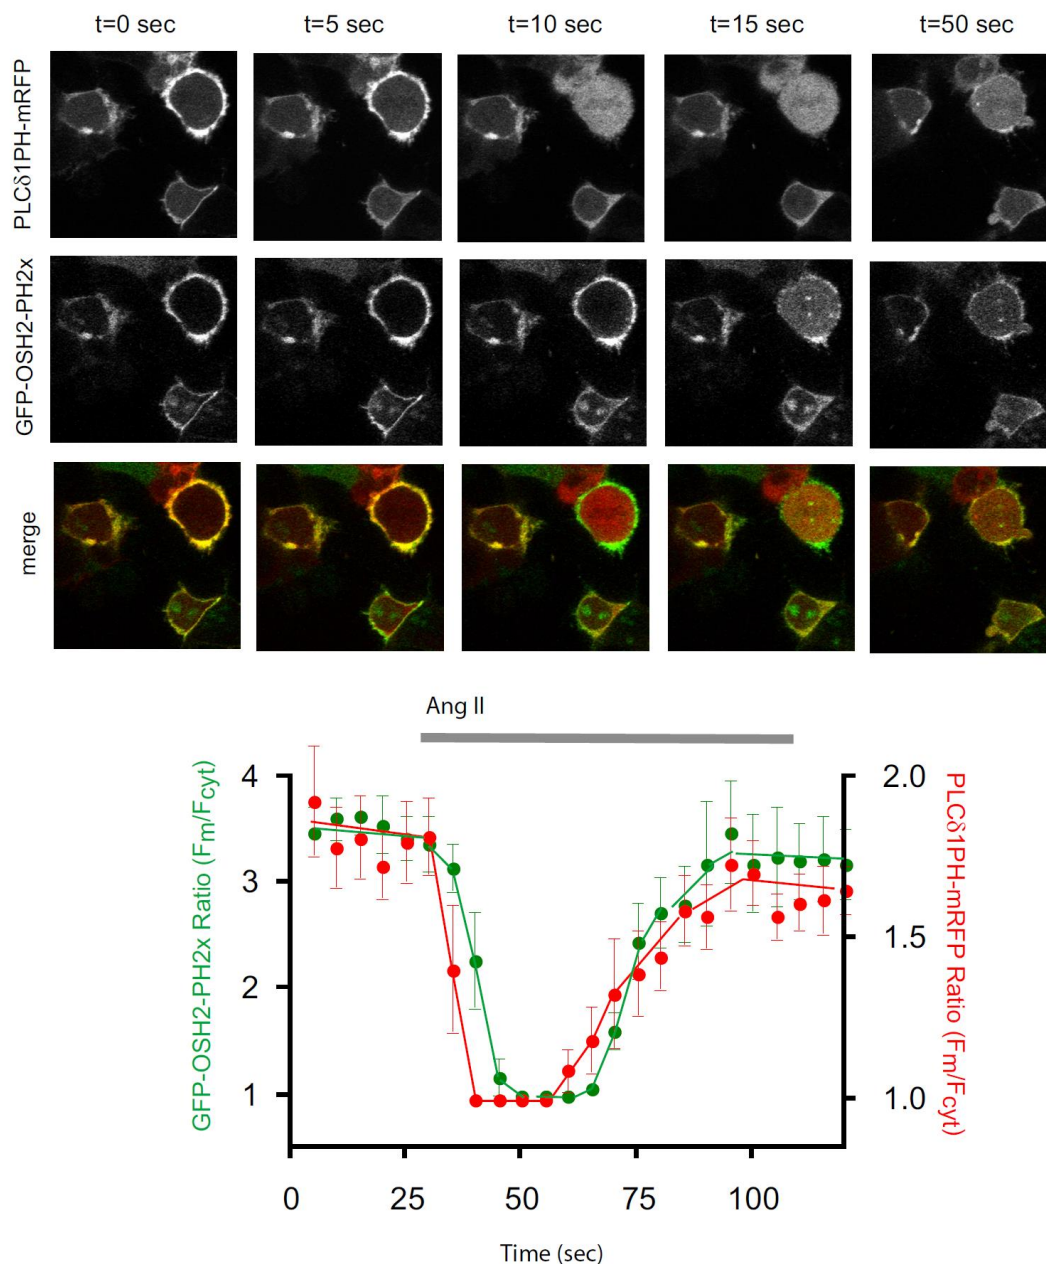 t=0 sec t=5 sec t=10 sec t=15 sec t=50 sec
PLCδ1PH-mRFP
GFP-OSH2-PH2x
merge
Ang II
GFP-OSH2-PH2x Ratio (Fm/Fcyt)
4
3
2
1
2.0
1.5
1.0
PLCδ1PH-mRFP Ratio (Fm/Fcyt)
0 25 50 75 100
Time (sec)